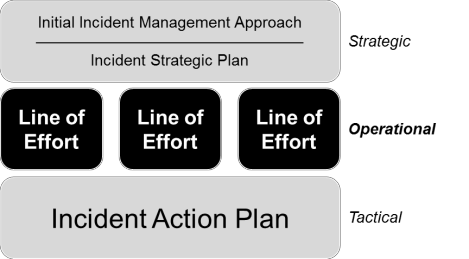 Initial Incident Management Approach
Incident Strategic Plan
Strategic
Line of
Effort
Line of
Effort
Line of
Effort
Operational
Incident Action Plan
Tactical